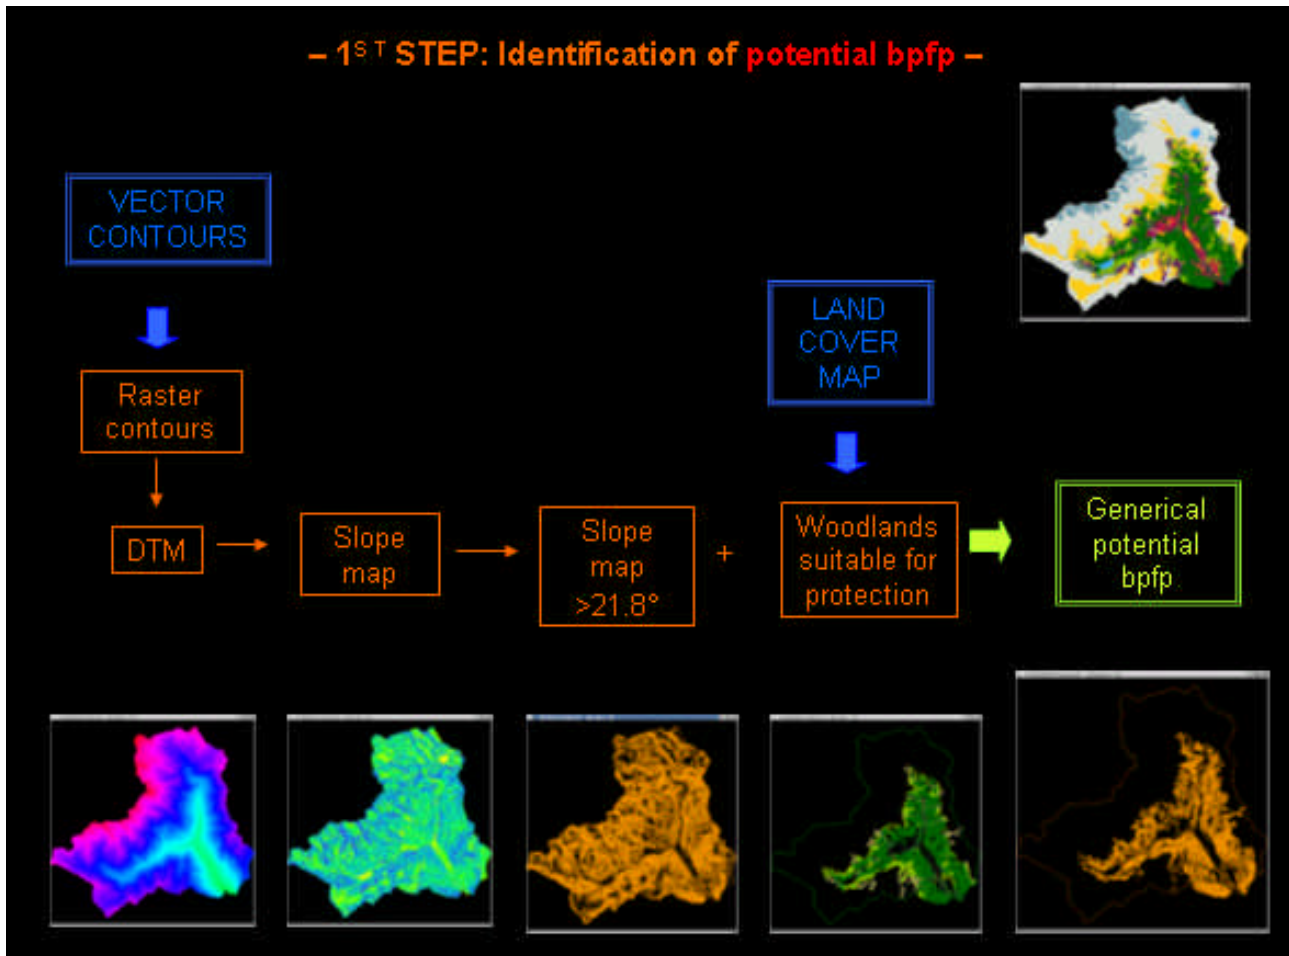 – 1ST STEP: Identification of potential bpfp –
VECTOR
CONTOURS
LAND
COVER
MAP
Raster
contours
DTM
Slope
map
Slope
map
>21.8°
+
Woodlands
suitable for
protection
Generical
potential
bpfp